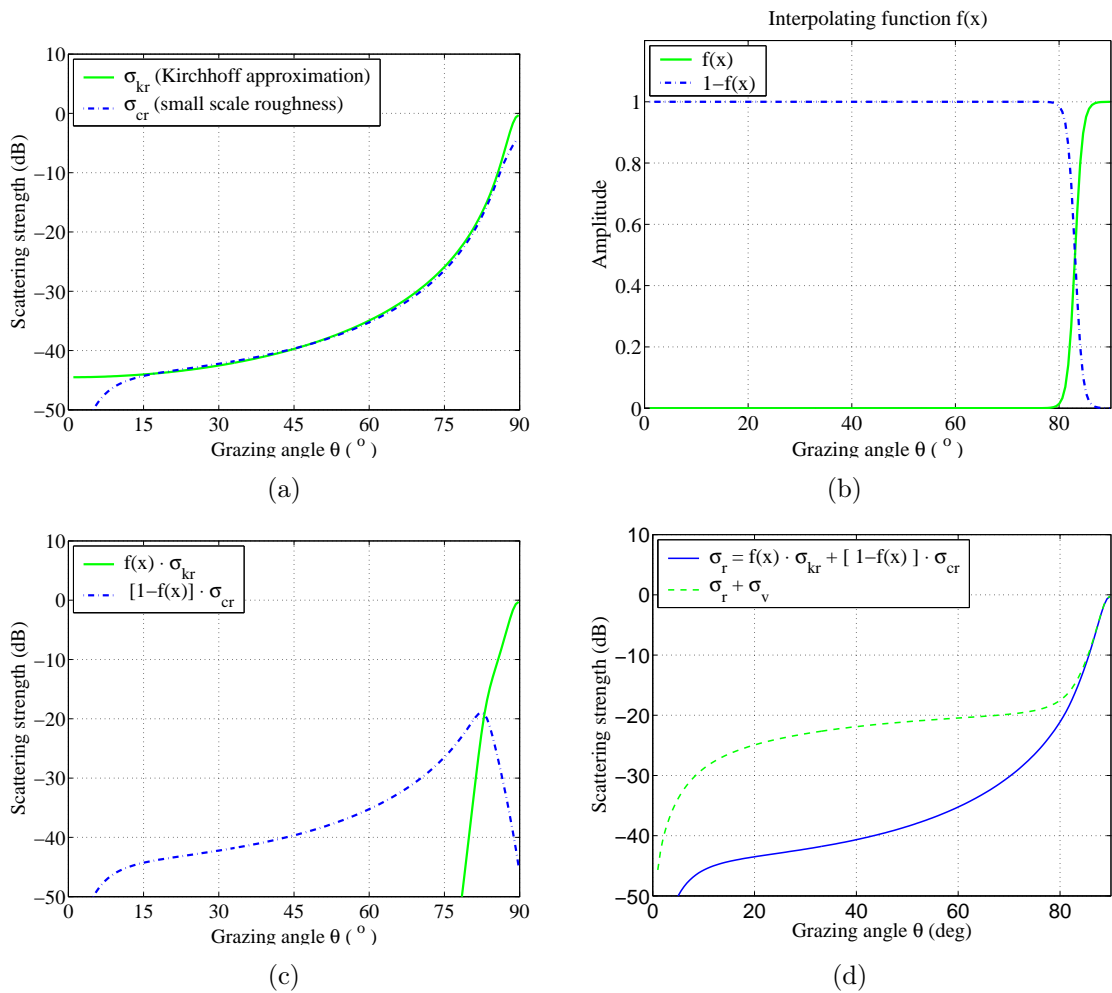 10
0
−10
−20
−30
−40
−50
Scattering strength (dB)
σkr (Kirchhoff approximation)
σcr (small scale roughness)
0 15 30 45 60 75 90
Grazing angle θ ( o)
(a)
Interpolating function f(x)
f(x)
1−f(x)
1
0.8
0.6
0.4
0.2
0
Amplitude
0 20 40 60 80
Grazing angle θ ( o)
(b)
10
0
−10
−20
−30
−40
−50
Scattering strength (dB)
f(x) · σkr
[1−f(x)] · σcr
0 15 30 45 60 75 90
Grazing angle θ ( o)
(c)
10
0
−10
−20
−30
−40
−50
Scattering strength (dB)
σr = f(x) · σkr + [ 1−f(x) ] · σcr
σr + σv
0 20 40 60 80
Grazing angle θ (deg)
(d)